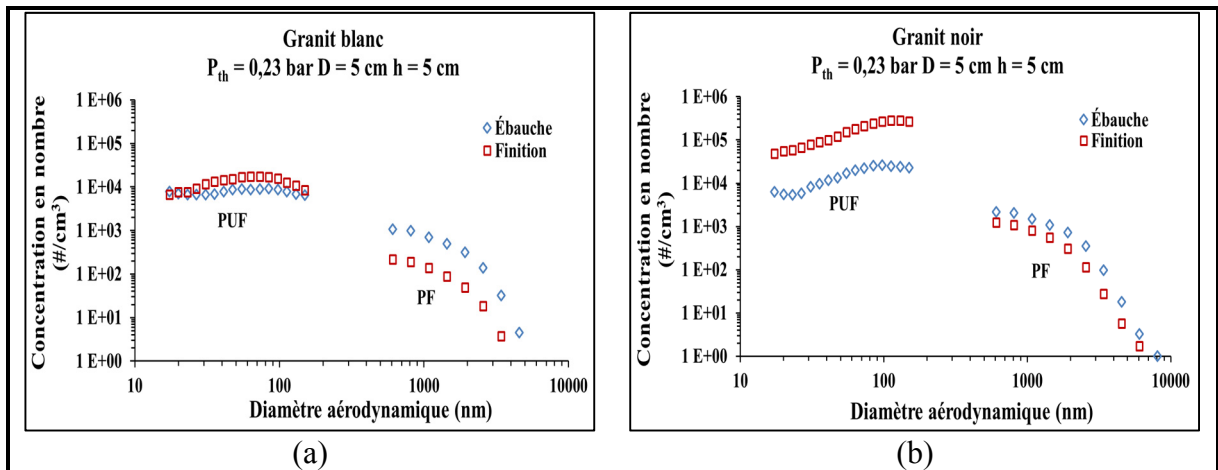 Granit blanc
P_th = 0,23 bar D = 5 cm h = 5 cm
Concentration en nombre
(#/cm³)
1 E+06
1 E+05
1 E+04
1 E+03
1 E+02
1 E+01
1 E+00
Ébauche
Finition
PUF
PF
10
100
1000
10000
Diamètre aérodynamique (nm)
(a)
Granit noir
P_th = 0,23 bar D = 5 cm h = 5 cm
Concentration en nombre
(#/cm³)
1 E+06
1 E+05
1 E+04
1 E+03
1 E+02
1 E+01
1 E+00
Ébauche
Finition
PUF
PF
10
100
1000
10000
Diamètre aérodynamique (nm)
(b)